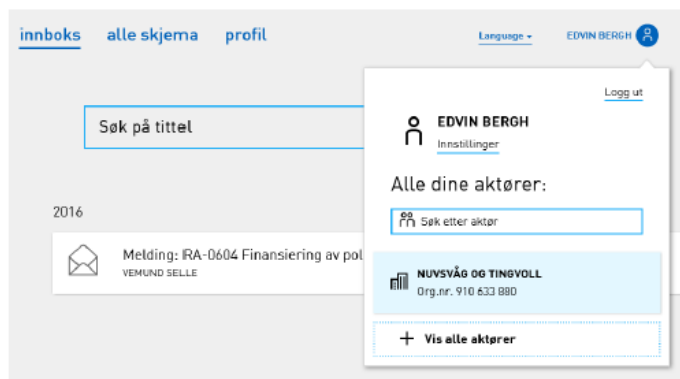 innboks alle skjema profil Language EDVIN BERGH
Logg ut
EDVIN BERGH
Innstillinger
Søk på tittel
Alle dine aktører:
Søk etter aktør
2016
Melding: RA-0604 Finansiering av pol
VEMUND SELLE
NUVSVÅG OG TINGVOLL
Org.nr. 910 633 880
+ Vis alle aktører